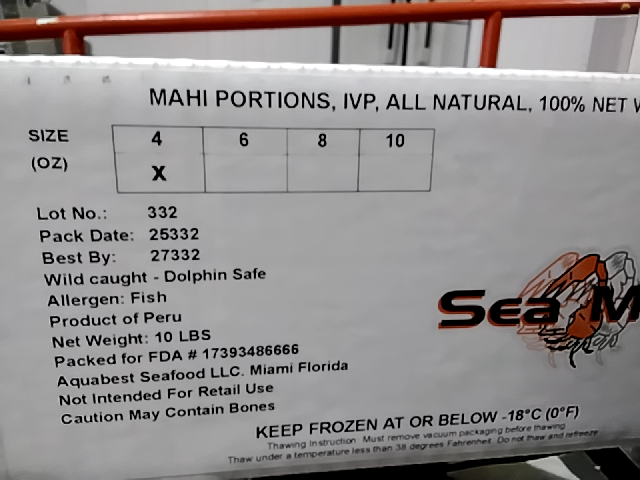 MAHI PORTIONS, IVP, ALL NATURAL, 100% NET
SIZE (OZ) 4 6 8 10
X
Lot No.: 332
Pack Date: 25332
Best By: 27332
Wild caught - Dolphin Safe
Allergen: Fish
Product of Peru
Net Weight: 10 LBS
Packed for FDA # 17393486666
Aquabest Seafood LLC. Miami Florida
Not Intended For Retail Use
Caution May Contain Bones
Sea M
KEEP FROZEN AT OR BELOW -18°C (0°F)
Thawing Instruction Must remove vacuum packaging before thawing
Thaw under a temperature less than 38 degrees Fahrenheit. Do not thaw and refreeze